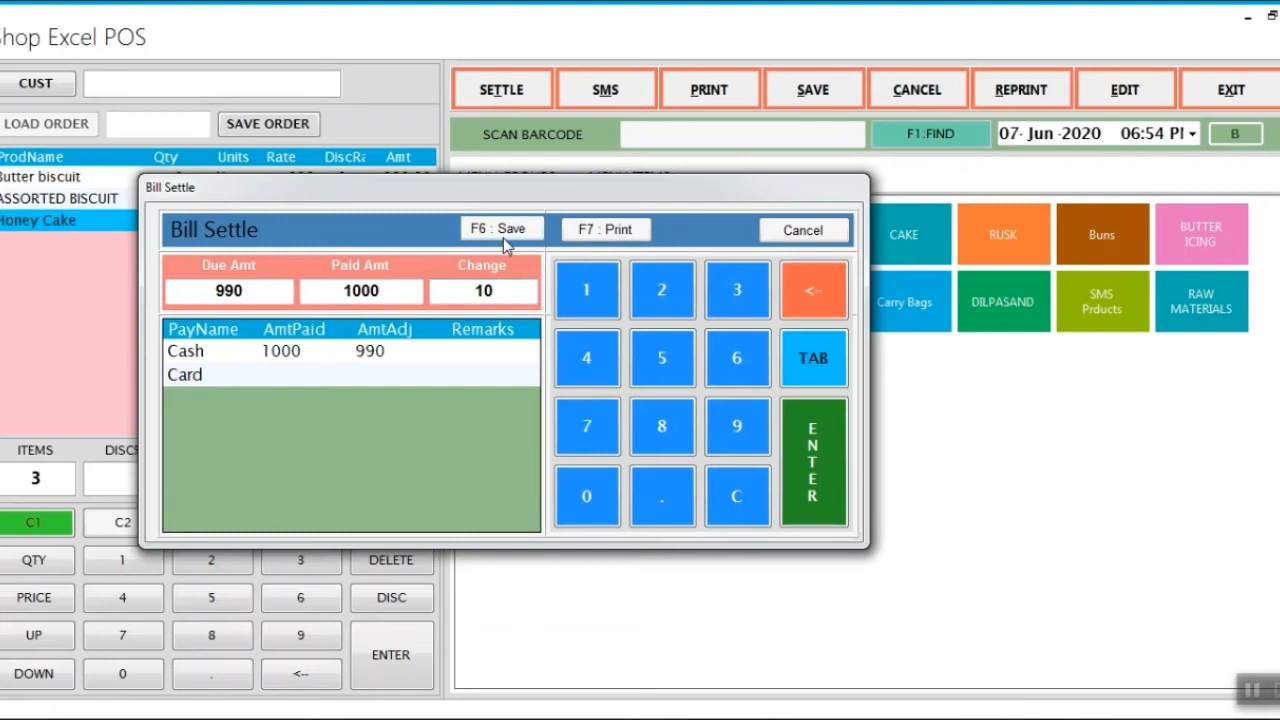 hop Excel POS
CUST
SETTLE SMS PRINT SAVE CANCEL REPRINT EDIT EXIT
LOAD ORDER SAVE ORDER
SCAN BARCODE F1:FIND 07-Jun-2020 06:54 B
ProdName Qty Units Rate DiscRa Amt
Butter biscuit
ASSORTED BISCUIT
Honey Cake
Bill Settle
Bill Settle F6 : Save F7 : Print Cancel
Due Amt Paid Amt Change
990 1000 10
PayName AmtPaid AmtAdj Remarks
Cash 1000 990
Card
1 2 3 <--
4 5 6 TAB
7 8 9 ENTER
0 . C
CAKE RUSK Buns BUTTER ICING
Carry Bags DILPASAND SMS Prducts RAW MATERIALS
ITEMS
3
C1 C2
QTY 1 2 3 DELETE
PRICE 4 5 6 DISC
UP 7 8 9 ENTER
DOWN 0 . <--